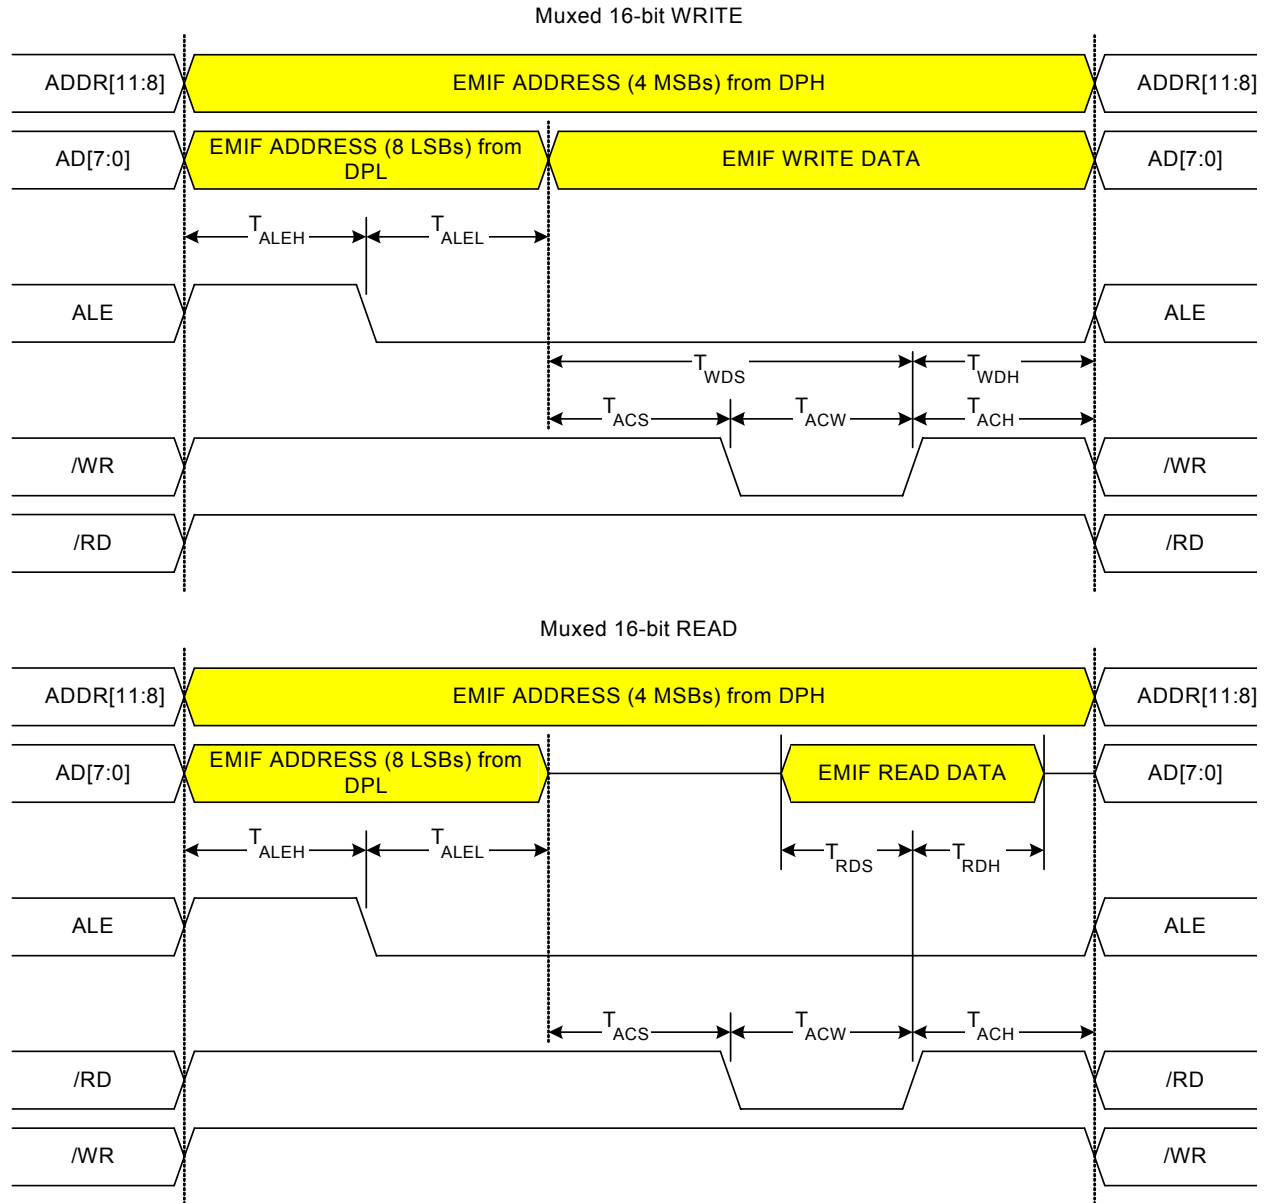 Muxed 16-bit WRITE
ADDR[11:8] EMIF ADDRESS (4 MSBs) from DPH ADDR[11:8]
AD[7:0] EMIF ADDRESS (8 LSBs) from DPL EMIF WRITE DATA AD[7:0]
TALEH TALEL
ALE ALE
TWDS TWDH
TACS TACW TACH
/WR /WR
/RD /RD
Muxed 16-bit READ
ADDR[11:8] EMIF ADDRESS (4 MSBs) from DPH ADDR[11:8]
AD[7:0] EMIF ADDRESS (8 LSBs) from DPL EMIF READ DATA AD[7:0]
TALEH TALEL TRDS TRDH
ALE ALE
TACS TACW TACH
/RD /RD
/WR /WR